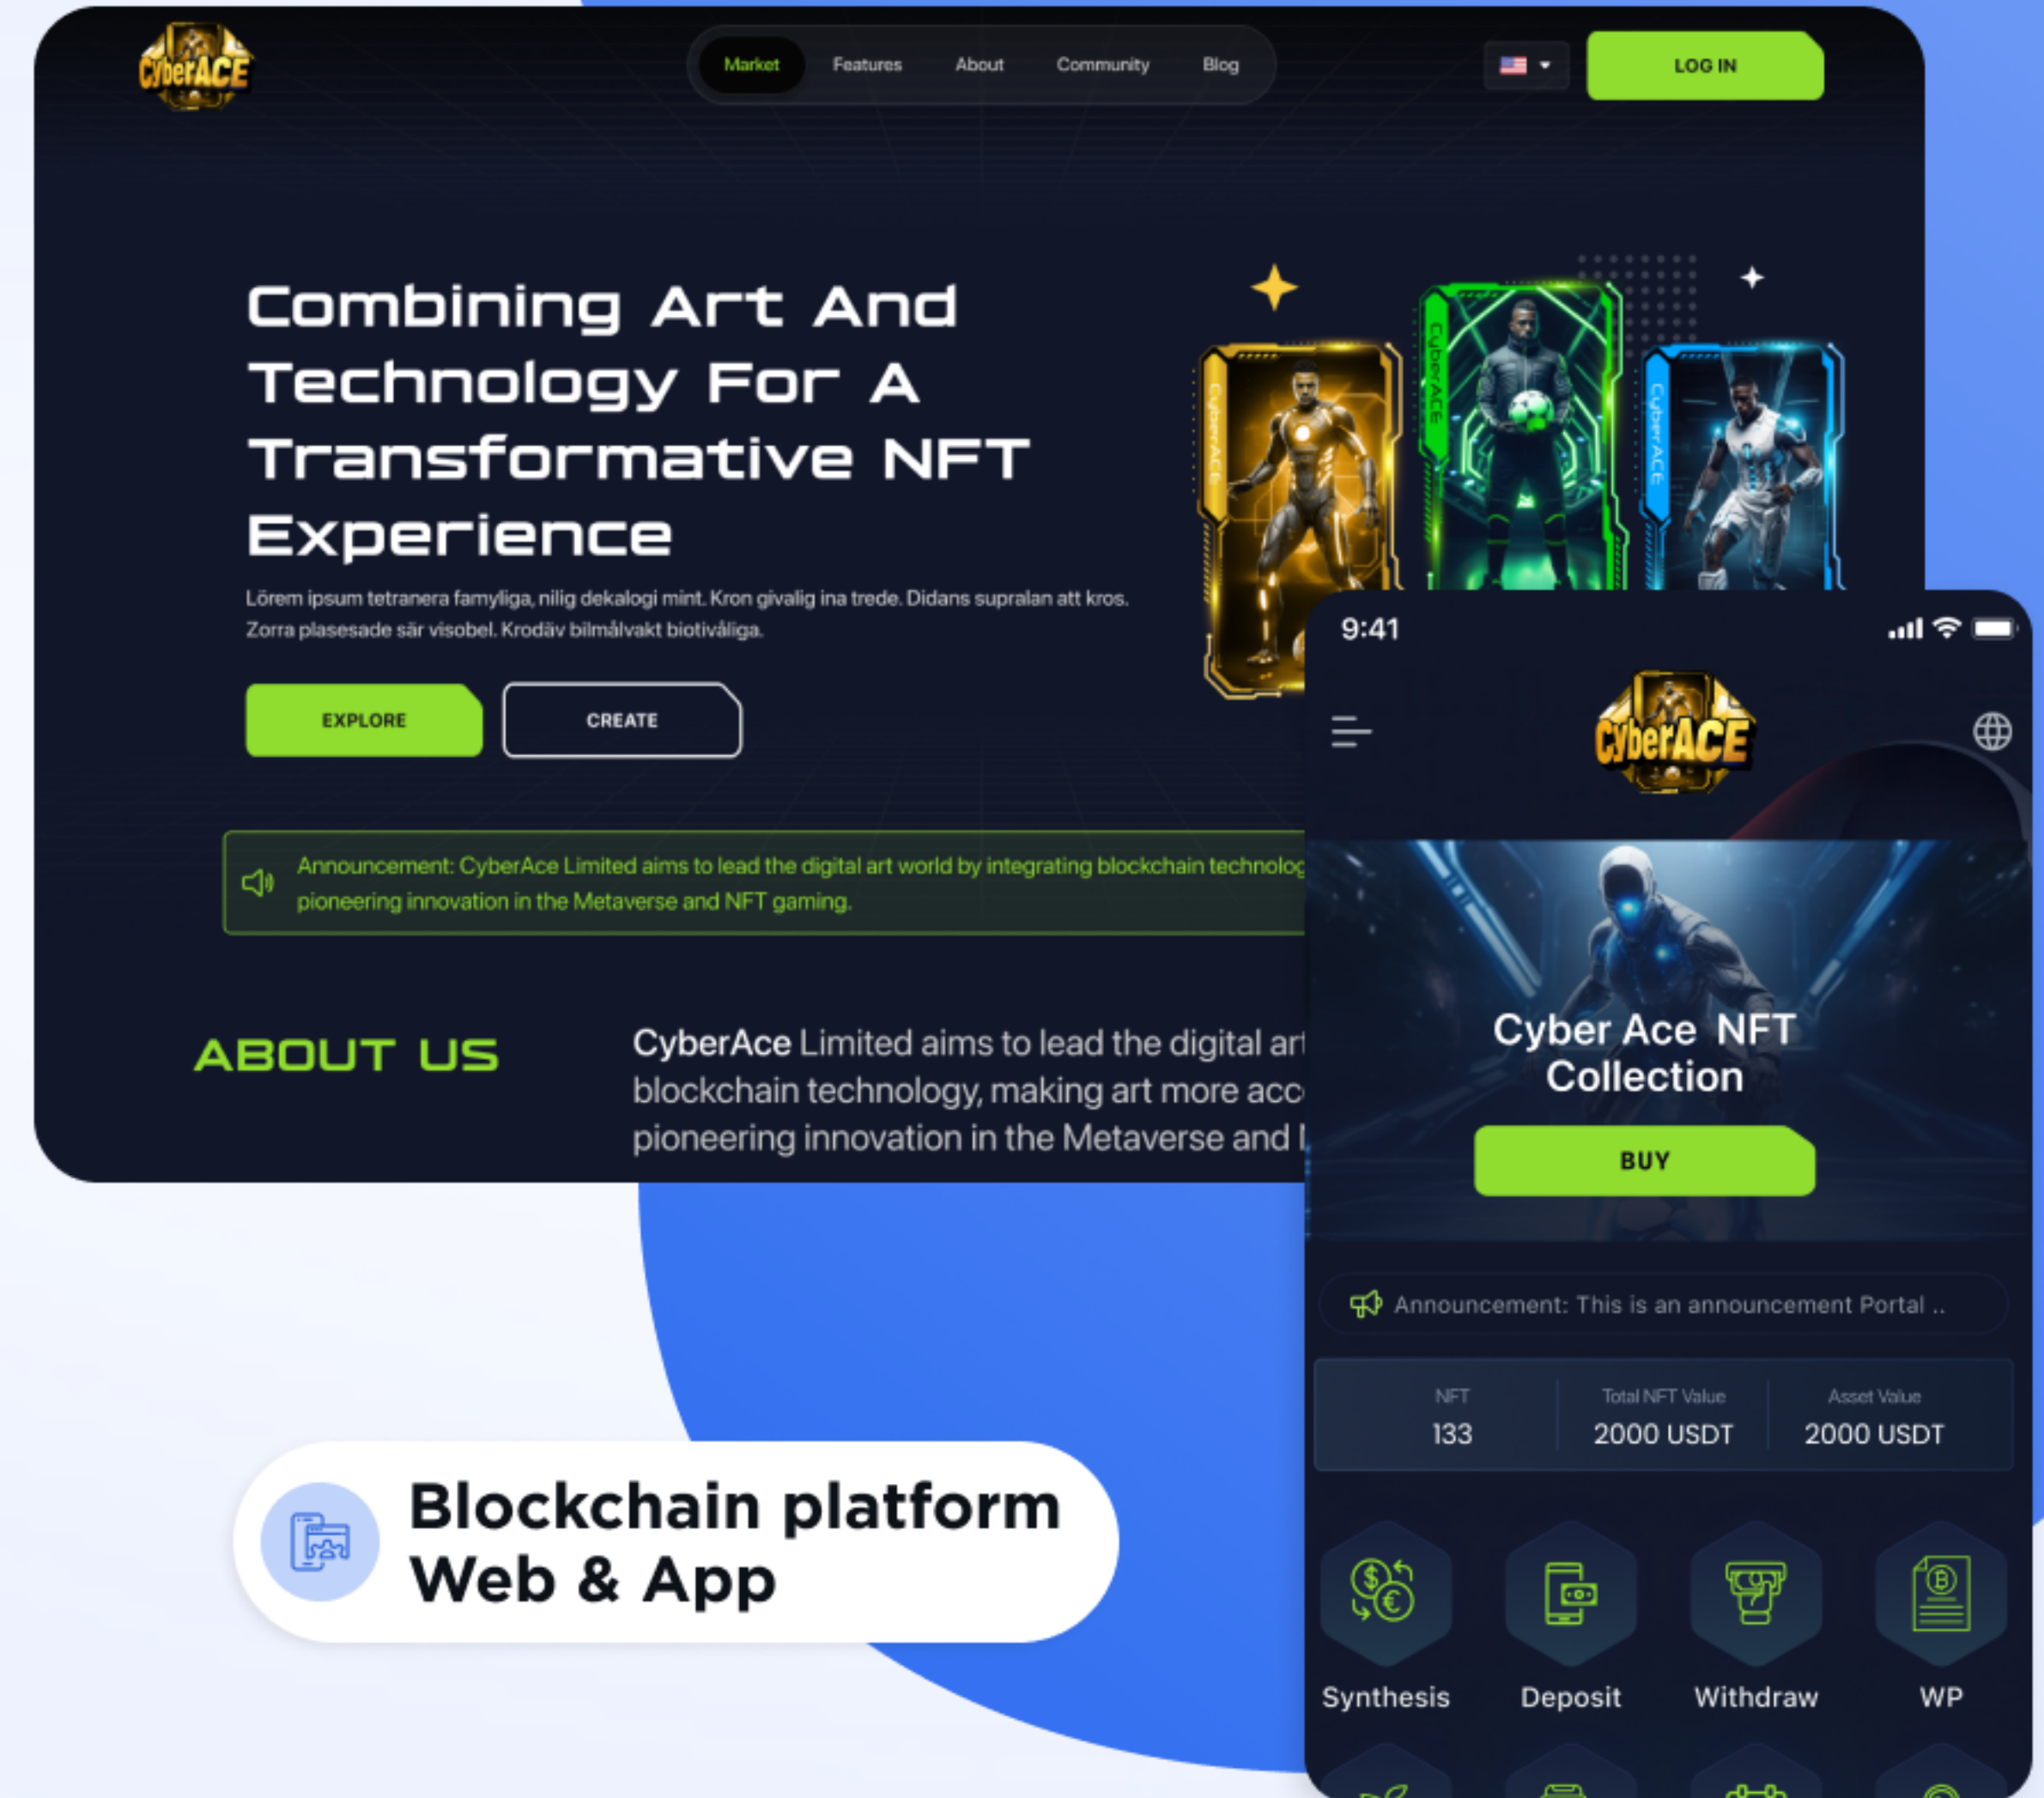 CyberACE
Market
Features
About
Community
Blog
LOG IN
Combining Art And
Technology For A
Transformative NFT
Experience
Lörem ipsum tetranera famyliga, nilig dekalogi mint. Kron givalig ina trede. Didans supralan att kros.
Zorra plasesade sär visobel. Krodäv bilmålvakt biotivåliga.
EXPLORE
CREATE
CyberACE
CyberACE
CyberACE
Announcement: CyberAce Limited aims to lead the digital art world by integrating blockchain technolog
pioneering innovation in the Metaverse and NFT gaming.
ABOUT US
CyberAce Limited aims to lead the digital art
blockchain technology, making art more acc
pioneering innovation in the Metaverse and
9:41
CyberACE
Cyber Ace NFT
Collection
BUY
Announcement: This is an announcement Portal ..
NFT
133
Total NFT Value
2000 USDT
Asset Value
2000 USDT
Synthesis
Deposit
Withdraw
WP
Blockchain platform
Web & App